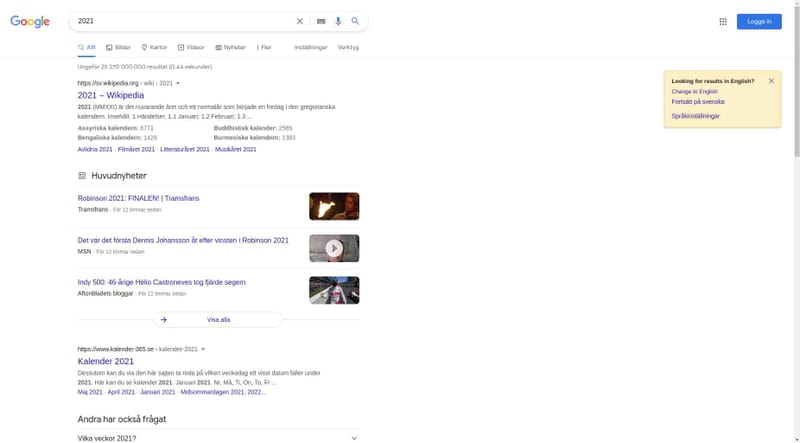 Google
2021
Logga in
Allt
Bilder
Kartor
Videor
Nyheter
Fler
Inställningar
Verktyg
Ungefär 25 270 000 000 resultat (0,44 sekunder)
https://sv.wikipedia.org › wiki › 2021
2021 – Wikipedia
2021 (MMXXI) är det nuvarande året och ett normalår som började en fredag i den gregorianska
kalendern. Innehåll. 1 Händelser. 1.1 Januari; 1.2 Februari; 1.3 ...
Assyriska kalendern: 6771
Buddhistisk kalender: 2565
Bengaliska kalendern: 1428
Burmesiska kalendern: 1383
Avlidna 2021 · Filmåret 2021 · Litteraturåret 2021 · Musikåret 2021
Looking for results in English?
Change to English
Fortsätt på svenska
Språkinställningar
Huvudnyheter
Robinson 2021: FINALEN! | Tramsfrans
Tramsfrans · För 12 timmar sedan
Det var det första Dennis Johansson åt efter vinsten i Robinson 2021
MSN · För 12 timmar sedan
Indy 500: 46-årige Hélio Castroneves tog fjärde segern
Aftonbladets bloggar · För 12 timmar sedan
Visa alla
https://www.kalender-365.se › kalender-2021
Kalender 2021
Dessutom kan du via den här sajten ta reda på vilken veckodag ett visst datum faller under
2021. Här kan du se kalender 2021. Januari 2021. Nr, Må, Ti, On, To, Fr ...
Maj 2021 · April 2021 · Januari 2021 · Midsommardagen 2021, 2022...
Andra har också frågat
Vilka veckor 2021?